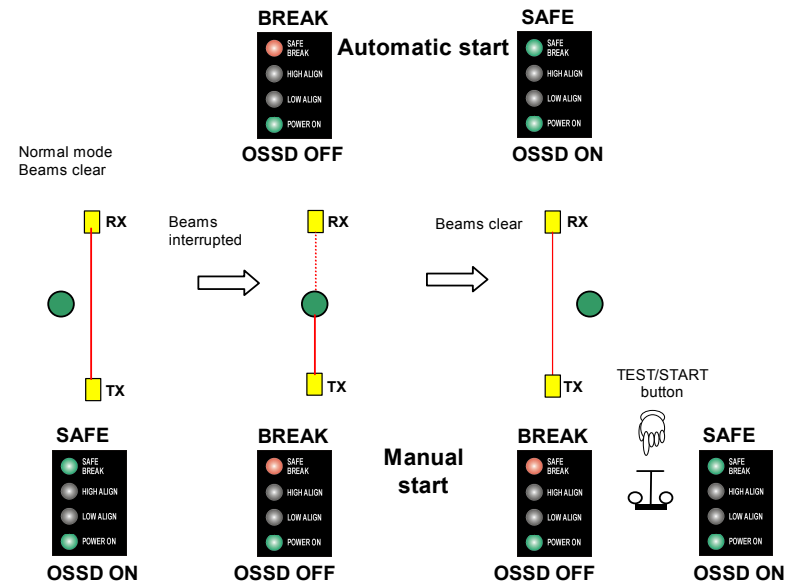 BREAK
SAFE
SAFE
BREAK
HIGH ALIGN
LOW ALIGN
POWER ON
Automatic start
SAFE
BREAK
HIGH ALIGN
LOW ALIGN
POWER ON
OSSD OFF
OSSD ON
Normal mode
Beams clear
RX
Beams
interrupted
RX
Beams clear
RX
TX
TX
TX
TEST/START
button
SAFE
BREAK
Manual
start
BREAK
SAFE
SAFE
BREAK
HIGH ALIGN
LOW ALIGN
POWER ON
SAFE
BREAK
HIGH ALIGN
LOW ALIGN
POWER ON
SAFE
BREAK
HIGH ALIGN
LOW ALIGN
POWER ON
SAFE
BREAK
HIGH ALIGN
LOW ALIGN
POWER ON
OSSD ON
OSSD OFF
OSSD OFF
OSSD ON